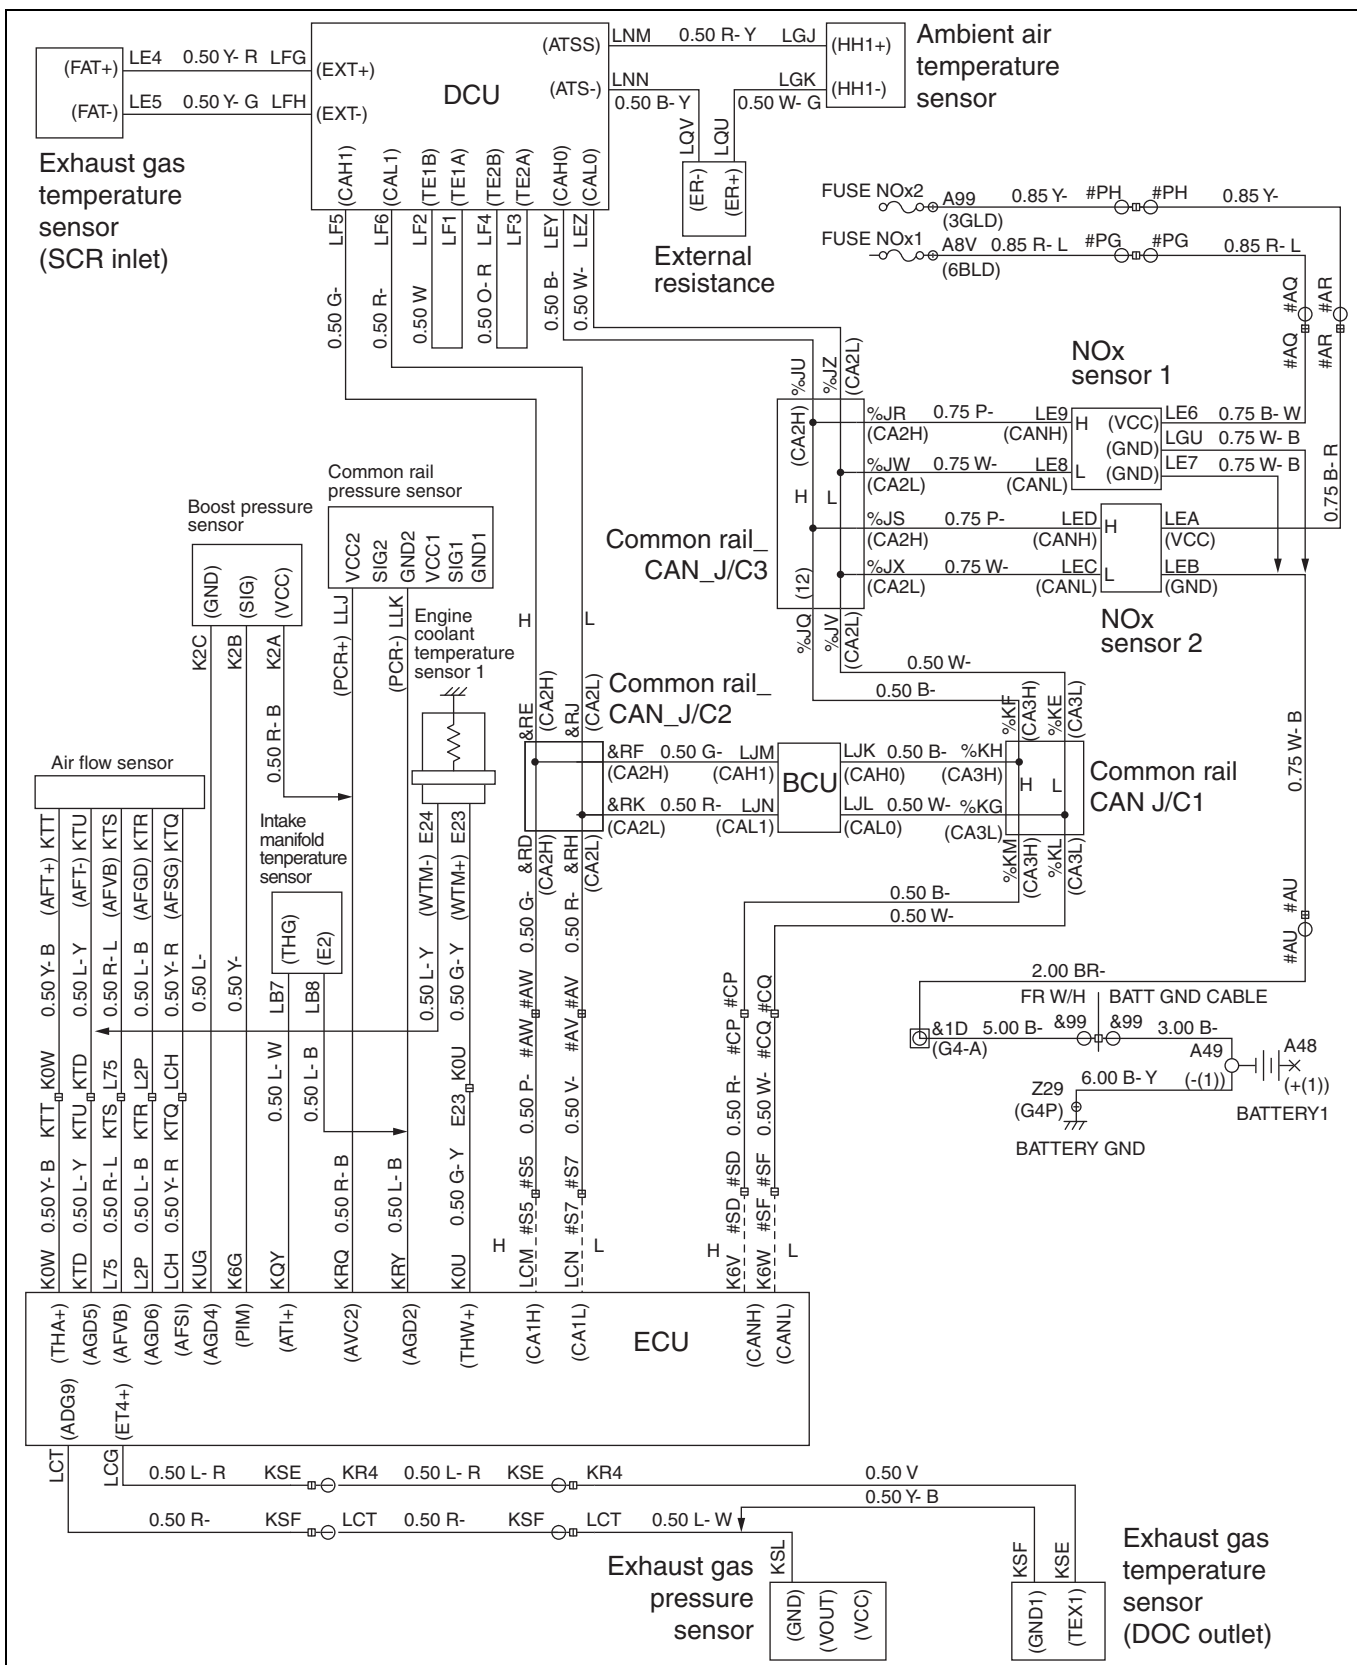 (FAT+) LE4 0.50 Y- R LFG (EXT+)
(FAT-) LE5 0.50 Y- G LFH (EXT-)
Exhaust gas
temperature
sensor
(SCR inlet)
DCU
(ATSS) LNM 0.50 R- Y LGJ (HH1+)
(ATS-) LNN 0.50 B- Y
LGK 0.50 W- G (HH1-)
Ambient air
temperature
sensor
LQV LQU
(ER-) (ER+)
External
resistance
(CAH1) (CAL1) (TE1B) (TE1A) (TE2B) (TE2A) (CAH0) (CAL0)
LF5 LF6 LF2 LF1 LF4 LF3 LEY LEZ
0.50 G- 0.50 R- 0.50 W 0.50 O- R 0.50 B- 0.50 W-
FUSE NOx2 A99 0.85 Y- #PH #PH 0.85 Y-
(3GLD)
FUSE NOx1 A8V 0.85 R- L #PG #PG 0.85 R- L
(6BLD)
#AQ #AR
#AQ #AR
NOx
sensor 1
%JU %JZ (CA2L)
(CA2H)
%JR 0.75 P- LE9 H (VCC) LE6 0.75 B- W
(CA2H) (CANH) (GND) LGU 0.75 W- B
%JW 0.75 W- LE8 L (GND) LE7 0.75 W- B
(CA2L) (CANL)
0.75 B- R
H L
%JS 0.75 P- LED H LEA
(CA2H) (CANH) (VCC)
%JX 0.75 W- LEC L LEB
(CA2L) (CANL) (GND)
(12)
Common rail_
CAN_J/C3
NOx
sensor 2
%JQ %JV (CA2L)
0.50 W-
0.50 B-
Common rail
pressure sensor
VCC2 SIG2 GND2 VCC1 SIG1 GND1
(PCR+) LLJ (PCR-) LLK
Boost pressure
sensor
(GND) (SIG) (VCC)
K2C K2B K2A
0.50 R- B
Engine
coolant
temperature
sensor 1
H L
&RE (CA2H) &RJ (CA2L)
Common rail_
CAN_J/C2
&RF 0.50 G- LJM BCU LJK 0.50 B- %KH
(CA2H) (CAH1) (CAH0) (CA3H)
&RK 0.50 R- LJN LJL 0.50 W- %KG
(CA2L) (CAL1) (CAL0) (CA3L)
%KF (CA3H) %KE (CA3L)
H L
Common rail
CAN J/C1
%KM (CA3H) %KL (CA3L)
0.50 B-
0.50 W-
0.75 W- B
#AU
#AU
2.00 BR-
FR W/H BATT GND CABLE
&1D 5.00 B- &99 &99 3.00 B-
(G4-A)
A49 A48
(-(1)) (+(1))
Z29 6.00 B- Y
(G4P)
BATTERY1
BATTERY GND
Air flow sensor
(AFT+) KTT (AFT-) KTU (AFVB) KTS (AFGD) KTR (AFSG) KTQ
0.50 Y- B 0.50 L- Y 0.50 R- L 0.50 L- B 0.50 Y- R 0.50 L- 0.50 Y-
Intake
manifold
tenperature
sensor
(THG) (E2)
LB7 LB8
0.50 L- W 0.50 L- B
(WTM-) E24 (WTM+) E23
0.50 L- Y 0.50 G- Y
&RD (CA2H) &RH (CA2L)
0.50 G- 0.50 R-
#AW #AV
#AW #AV
0.50 P- 0.50 V-
#S5 #S7
#S5 #S7
H LCM L LCN
#CP #CQ
#CP #CQ
0.50 R- 0.50 W-
#SD #SF
#SD #SF
H K6V L K6W
K0W KTD L75 L2P LCH
KTT KTU KTS KTR KTQ
E23 K0U
0.50 Y- B 0.50 L- Y 0.50 R- L 0.50 L- B 0.50 Y- R 0.50 R- B 0.50 L- B 0.50 G- Y
K0W KTD L75 L2P LCH KUG K6G KQY KRQ KRY K0U
(THA+) (AGD5) (AFVB) (AGD6) (AFSI) (AGD4) (PIM) (ATI+) (AVC2) (AGD2) (THW+) (CA1H) (CA1L) (CANH) (CANL)
ECU
(ADG9) (ET4+)
LCT LCG
0.50 L- R KSE KR4 0.50 L- R KSE KR4 0.50 V
0.50 Y- B
0.50 R- KSF LCT 0.50 R- KSF LCT 0.50 L- W
KSL KSF KSE
Exhaust gas
pressure
sensor
(GND) (VOUT) (VCC)
(GND1) (TEX1)
Exhaust gas
temperature
sensor
(DOC outlet)